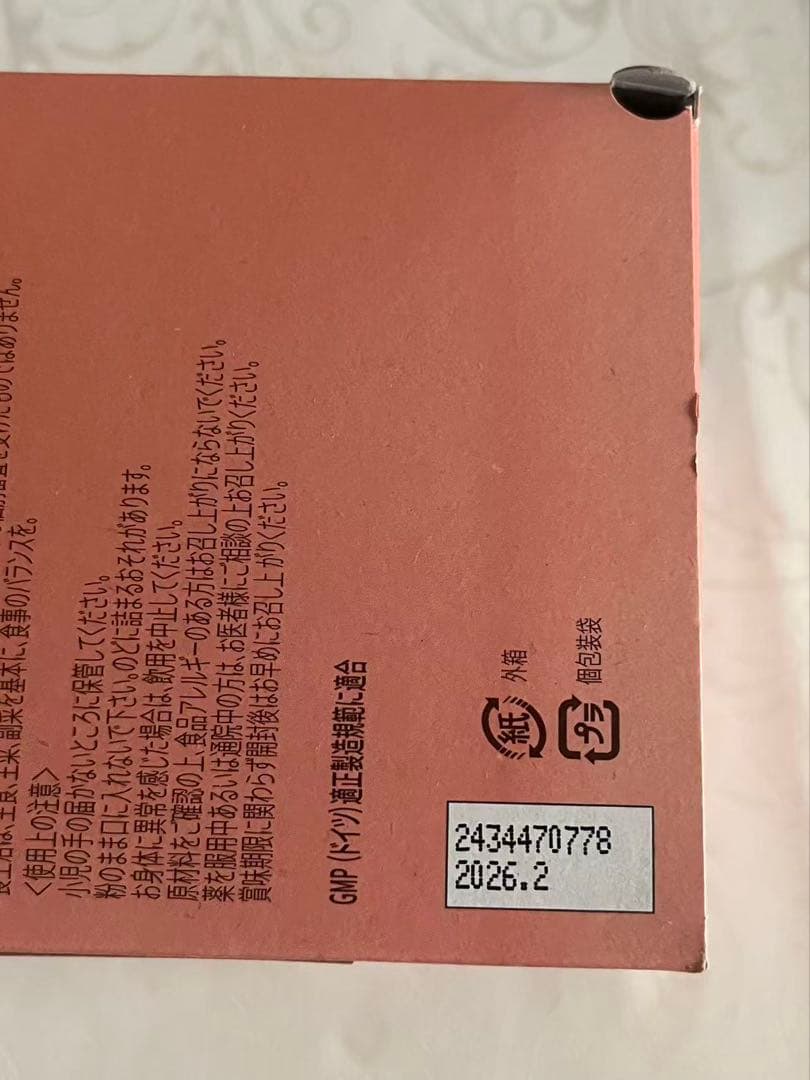 食生活は、主食、主菜、副菜を基本に、食事のバランスを。
<使用上の注意>
小児の手の届かないところに保管してください。
粉のまま口に入れないで下さい。のどに詰まるおそれがあります。
お身体に異常を感じた場合は、飲用を中止してください。
原材料をご確認の上、食品アレルギーのある方はお召し上がりにならないでください。
薬を服用中あるいは通院中の方は、お医者様にご相談の上お召し上がりください。
賞味期限に関わらず開封後はお早めにお召し上がりください。
GMP (ドイツ) 適正製造規範に適合
紙 外箱
プラ 個包装袋
2434470778
2026.2